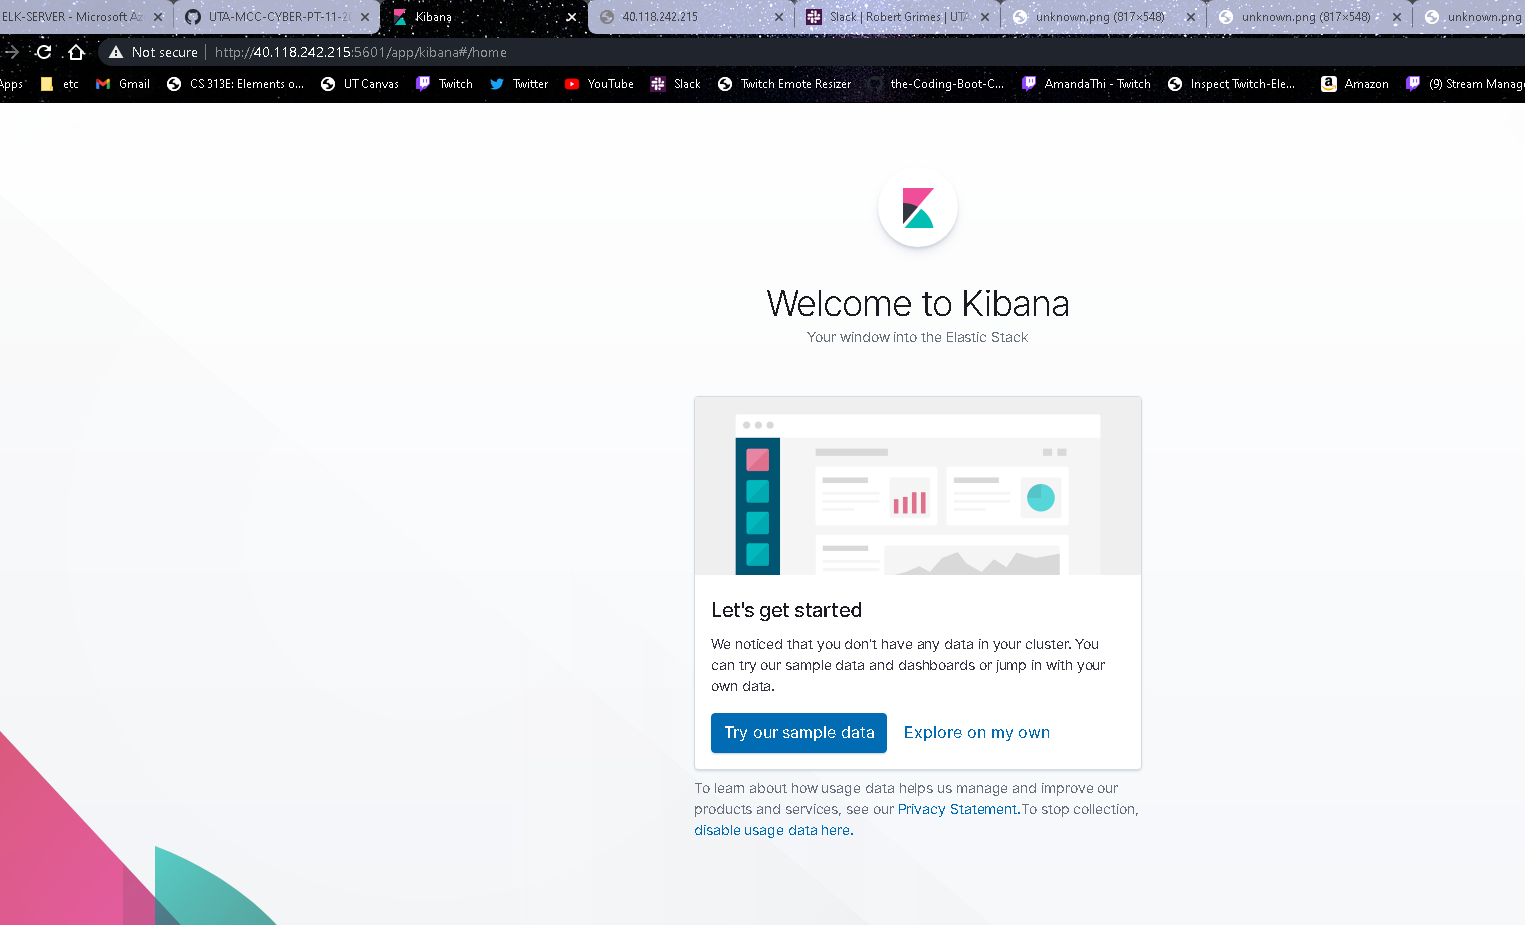 ELK-SERVER - Microsoft Az
UTA-MCC-CYBER-PT-11-20
Kibana
40.118.242.215
Slack | Robert Grimes | UTA
unknown.png (817×548)
unknown.png (817×548)
unknown.png
Not secure | http://40.118.242.215:5601/app/kibana#/home
Apps
etc
Gmail
CS 313E: Elements o...
UT Canvas
Twitch
Twitter
YouTube
Slack
Twitch Emote Resizer
the-Coding-Boot-C...
AmandaThi - Twitch
Inspect Twitch-Ele...
Amazon
(9) Stream Manag
Welcome to Kibana
Your window into the Elastic Stack
Let's get started
We noticed that you don't have any data in your cluster. You
can try our sample data and dashboards or jump in with your
own data.
Try our sample data
Explore on my own
To learn about how usage data helps us manage and improve our
products and services, see our Privacy Statement.To stop collection,
disable usage data here.